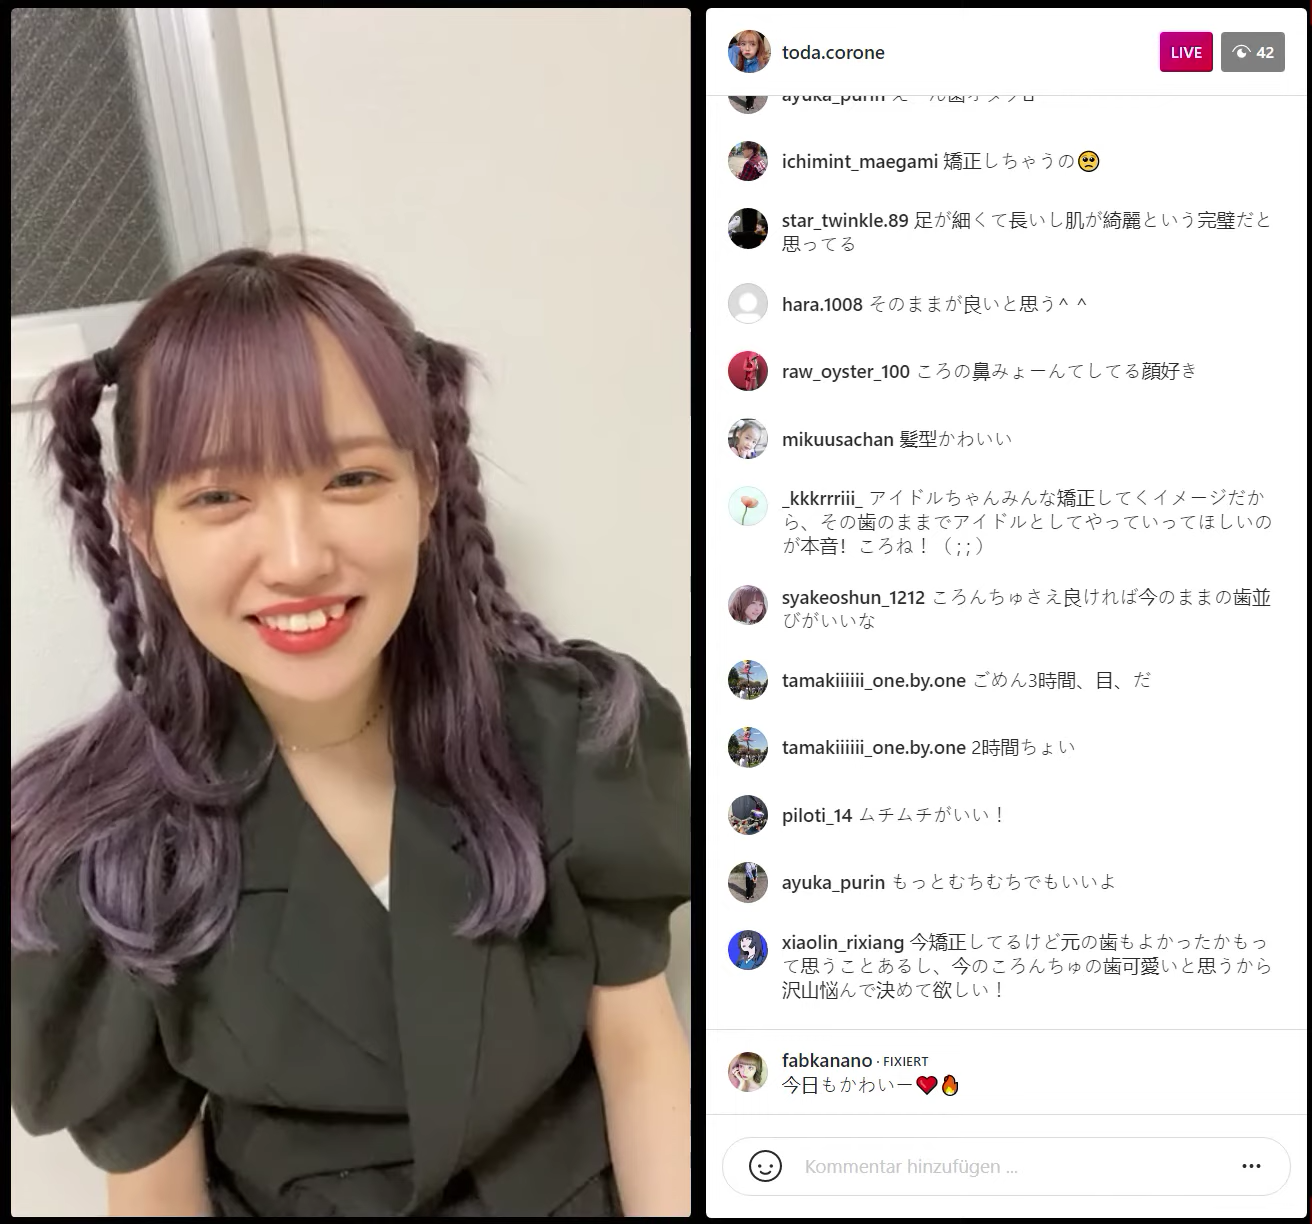 toda.corone
LIVE
42
ayuka_purin
ichimint_maegami 矯正しちゃうの🥺
star_twinkle.89 足が細くて長いし肌が綺麗という完璧だと
思ってる
hara.1008 そのままが良いと思う^ ^
raw_oyster_100 ころの鼻みょーんてしてる顔好き
mikuusachan 髪型かわいい
_kkkrrriii_ アイドルちゃんみんな矯正してくイメージだか
ら、その歯のままでアイドルとしてやっていってほしいの
が本音！ころね！（ ; ; ）
syakeoshun_1212 ころんちゅさえ良ければ今のままの歯並
びがいいな
tamakiiiiii_one.by.one ごめん3時間、目、だ
tamakiiiiii_one.by.one 2時間ちょい
piloti_14 ムチムチがいい！
ayuka_purin もっとむちむちでもいいよ
xiaolin_rixiang 今矯正してるけど元の歯もよかったかもっ
て思うことあるし、今のころんちゅの歯可愛いと思うから
沢山悩んで決めて欲しい！
fabkanano · FIXIERT
今日もかわいー❤️🔥
Kommentar hinzufügen ...